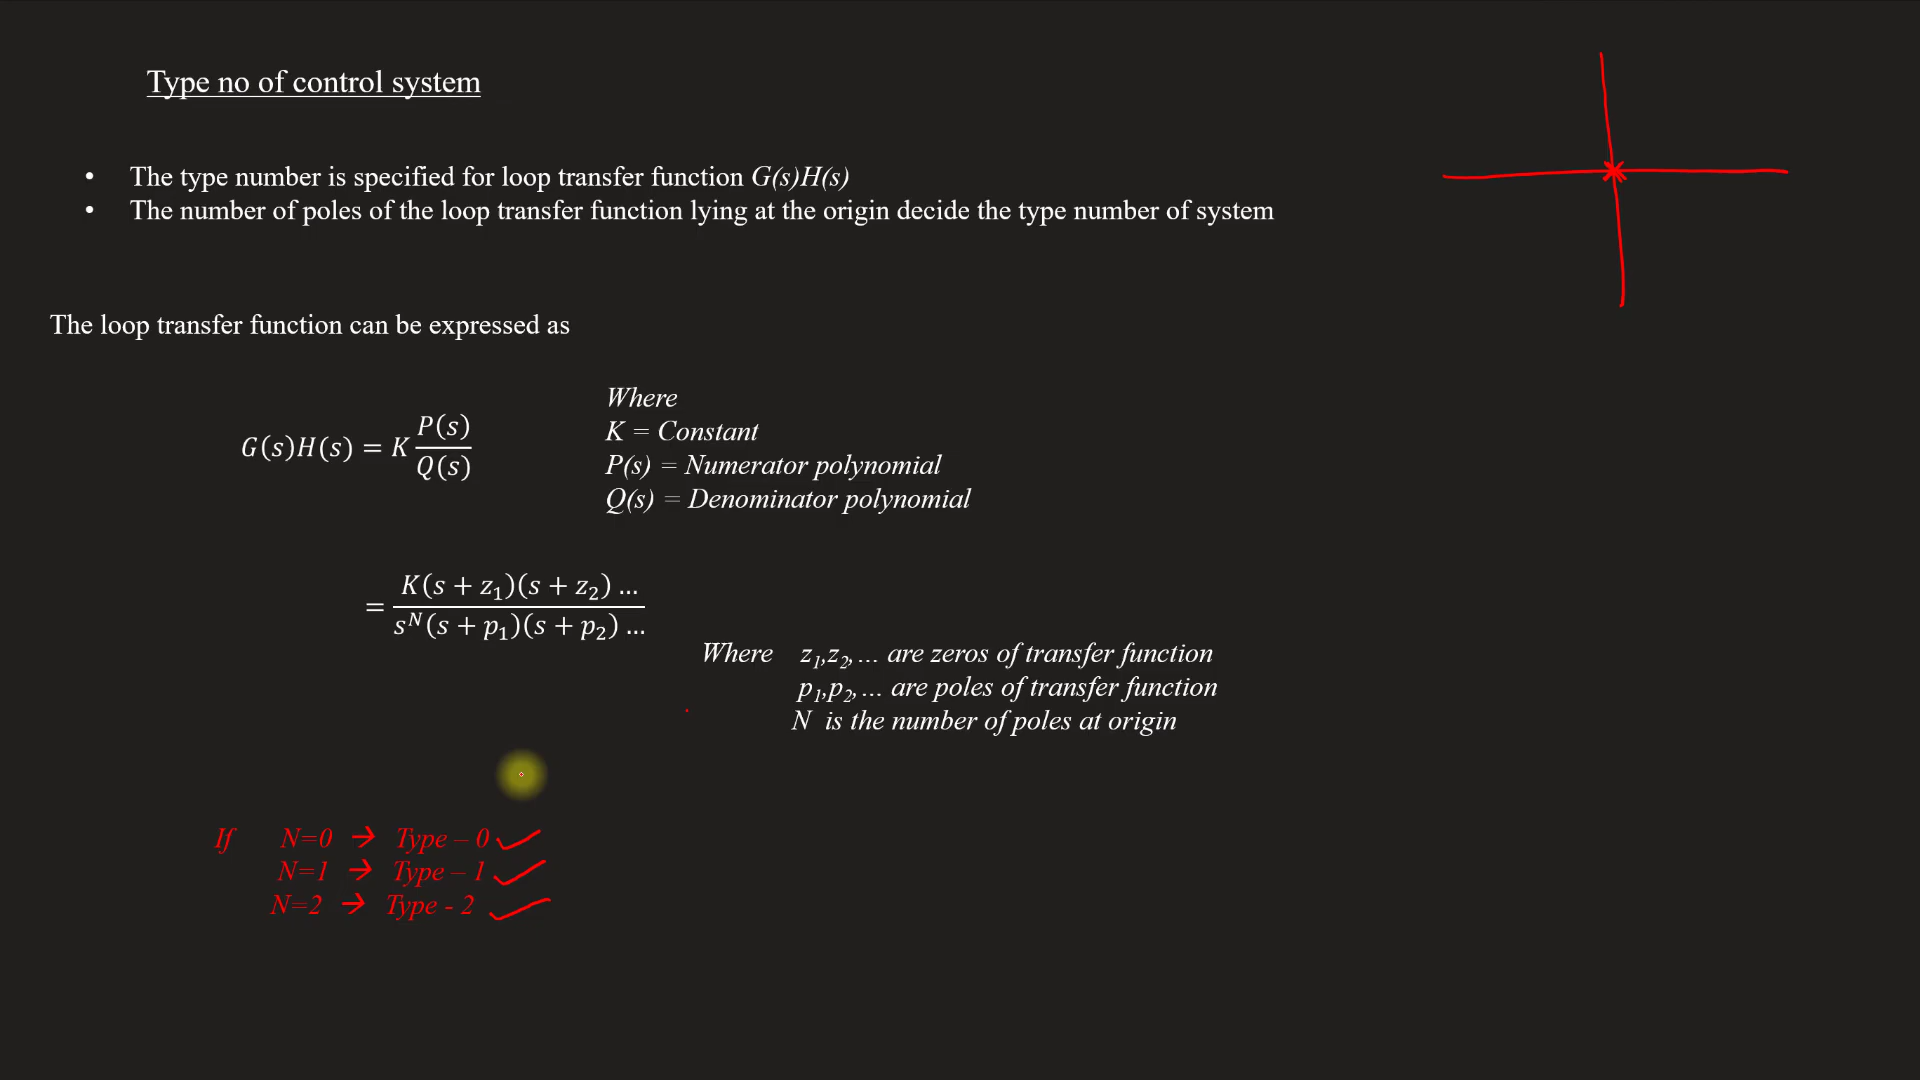 Type no of control system
• The type number is specified for loop transfer function G(s)H(s)
• The number of poles of the loop transfer function lying at the origin decide the type number of system
The loop transfer function can be expressed as
G(s)H(s) = K P(s)/Q(s)
Where
K = Constant
P(s) = Numerator polynomial
Q(s) = Denominator polynomial
= K(s + z₁)(s + z₂) … / s^N(s + p₁)(s + p₂) …
Where z₁,z₂,… are zeros of transfer function
p₁,p₂,… are poles of transfer function
N is the number of poles at origin
If N=0 → Type – 0
N=1 → Type – 1
N=2 → Type - 2